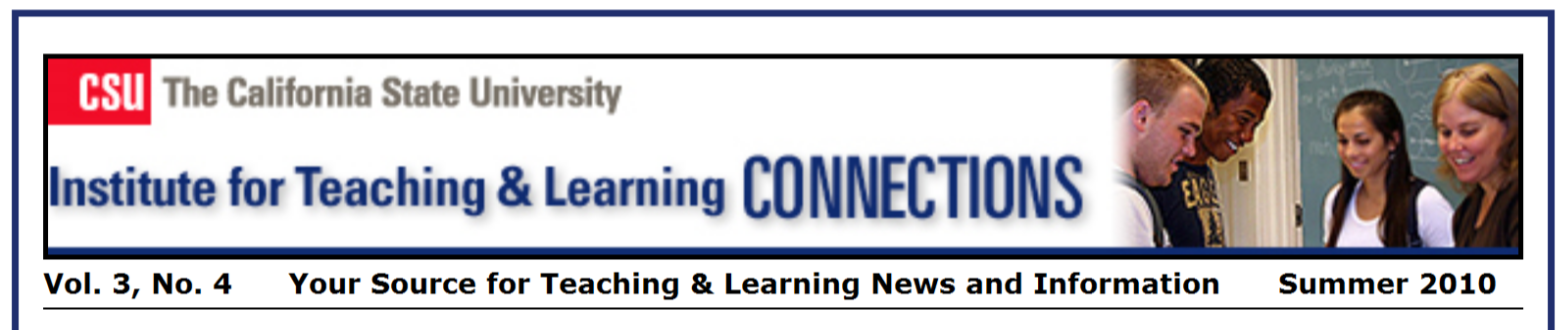 CSU The California State University
Institute for Teaching & Learning CONNECTIONS
Vol. 3, No. 4 Your Source for Teaching & Learning News and Information Summer 2010